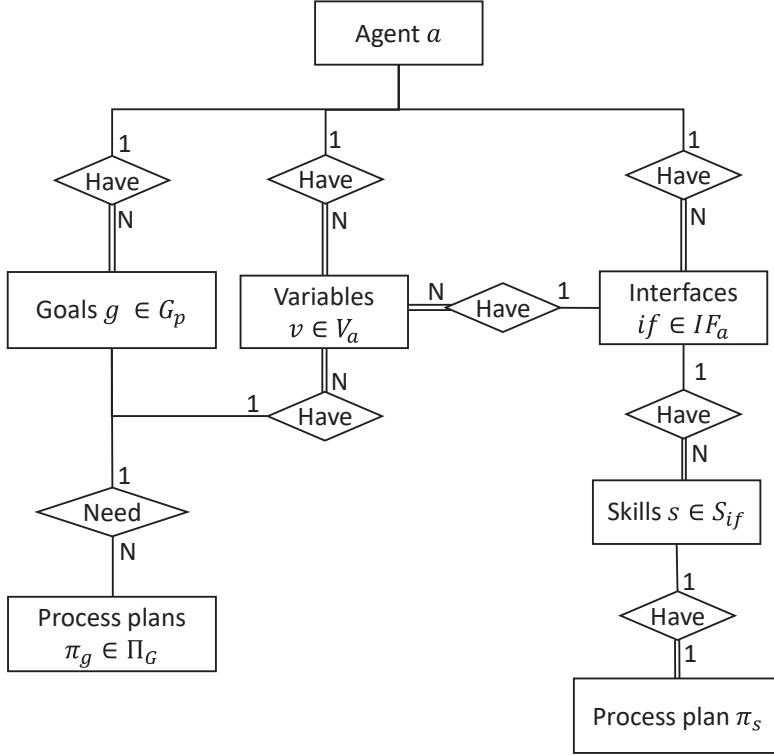 Agent a
1
1
1
Have
Have
Have
N
N
N
Goals g ∈ G_p
Variables
v ∈ V_a
N
Have
1
Interfaces
if ∈ IF_a
N
1
Have
1
Have
N
1
Need
N
Skills s ∈ S_if
Process plans
π_g ∈ Π_G
1
Have
1
Process plan π_s